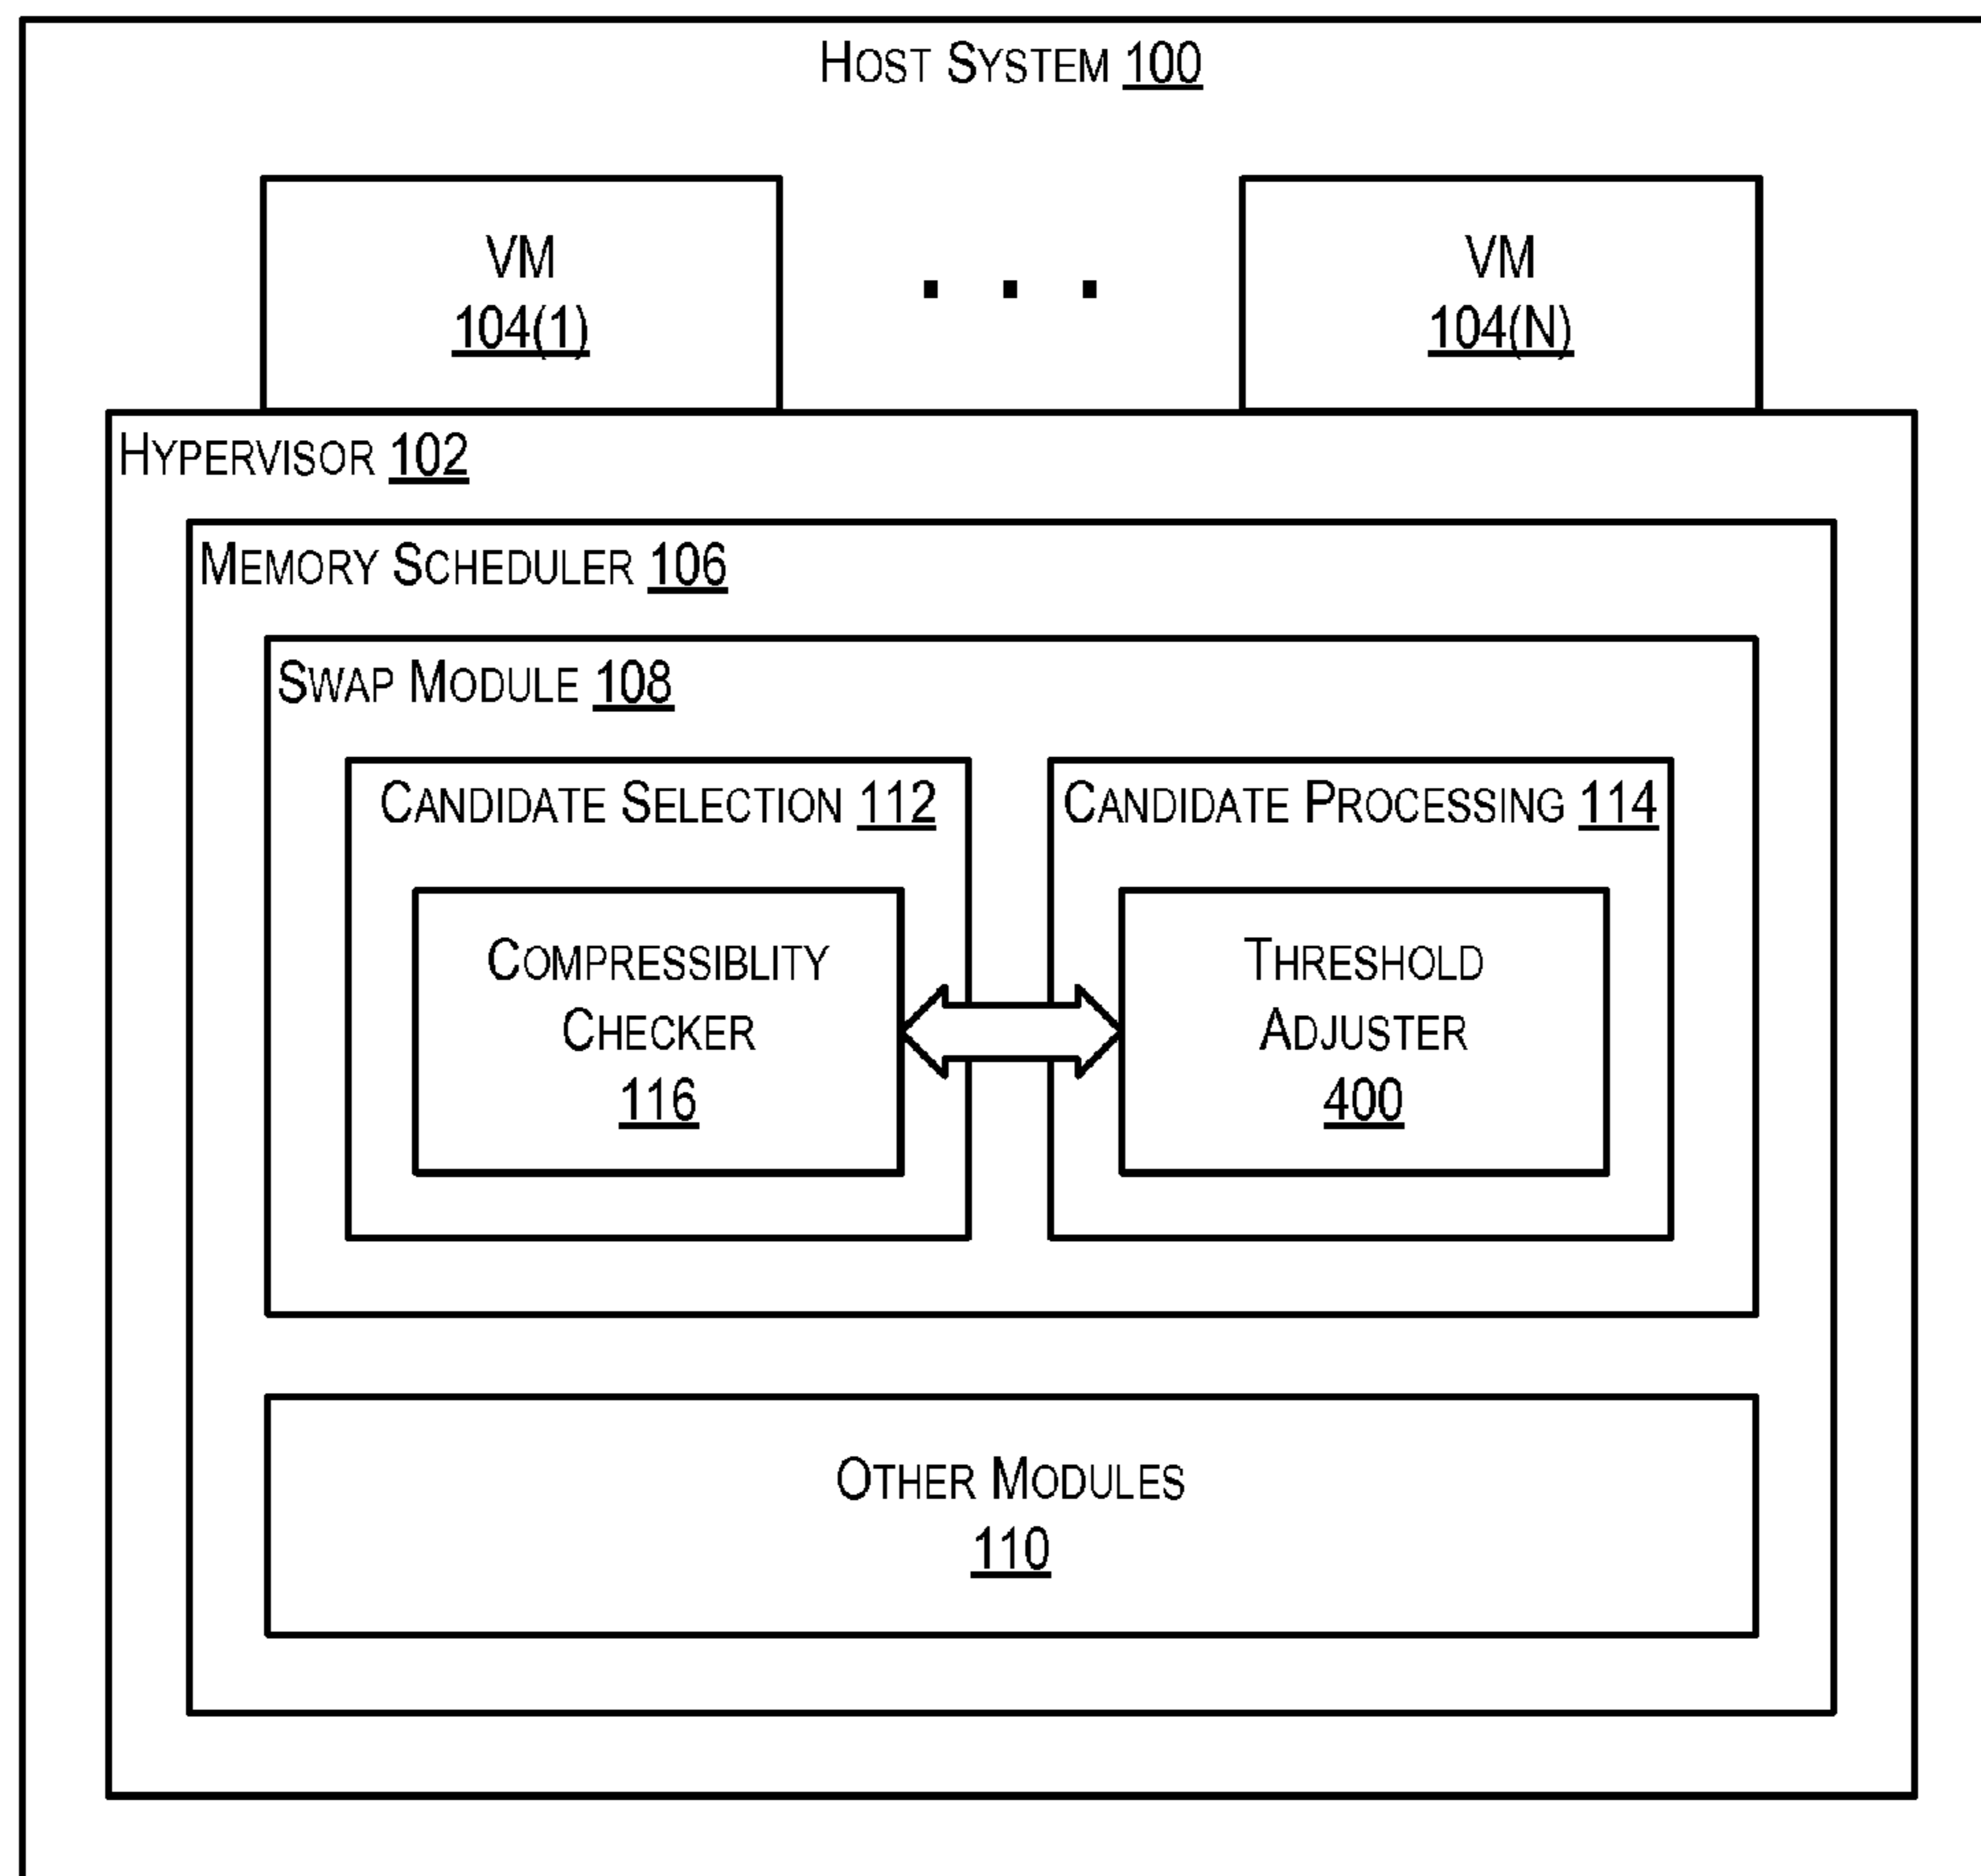 HOST SYSTEM 100
VM
104(1)
. . .
VM
104(N)
HYPERVISOR 102
MEMORY SCHEDULER 106
SWAP MODULE 108
CANDIDATE SELECTION 112
COMPRESSIBLITY
CHECKER
116
CANDIDATE PROCESSING 114
THRESHOLD
ADJUSTER
400
OTHER MODULES
110